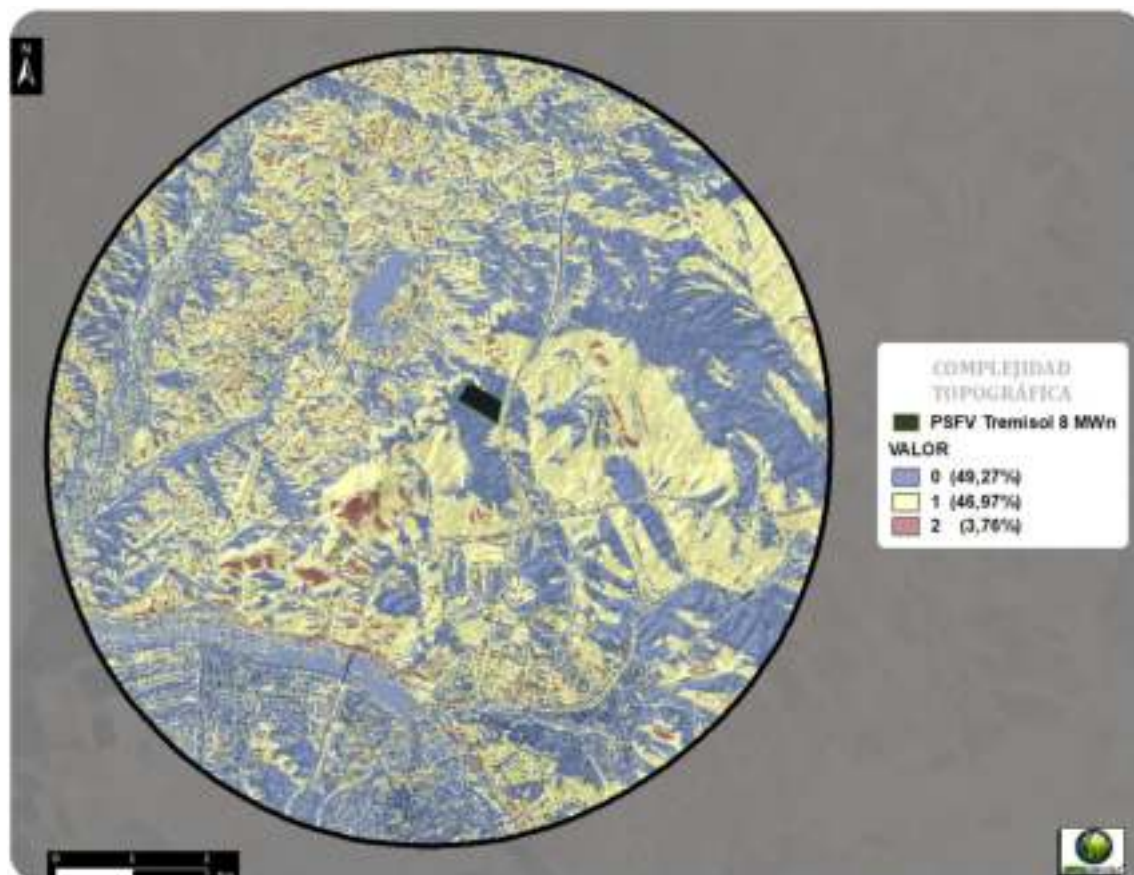 N
COMPLEJIDAD
TOPOGRÁFICA
PSFV Tremisol 8 MWn
VALOR
0 (49,27%)
1 (46,97%)
2 (3,76%)